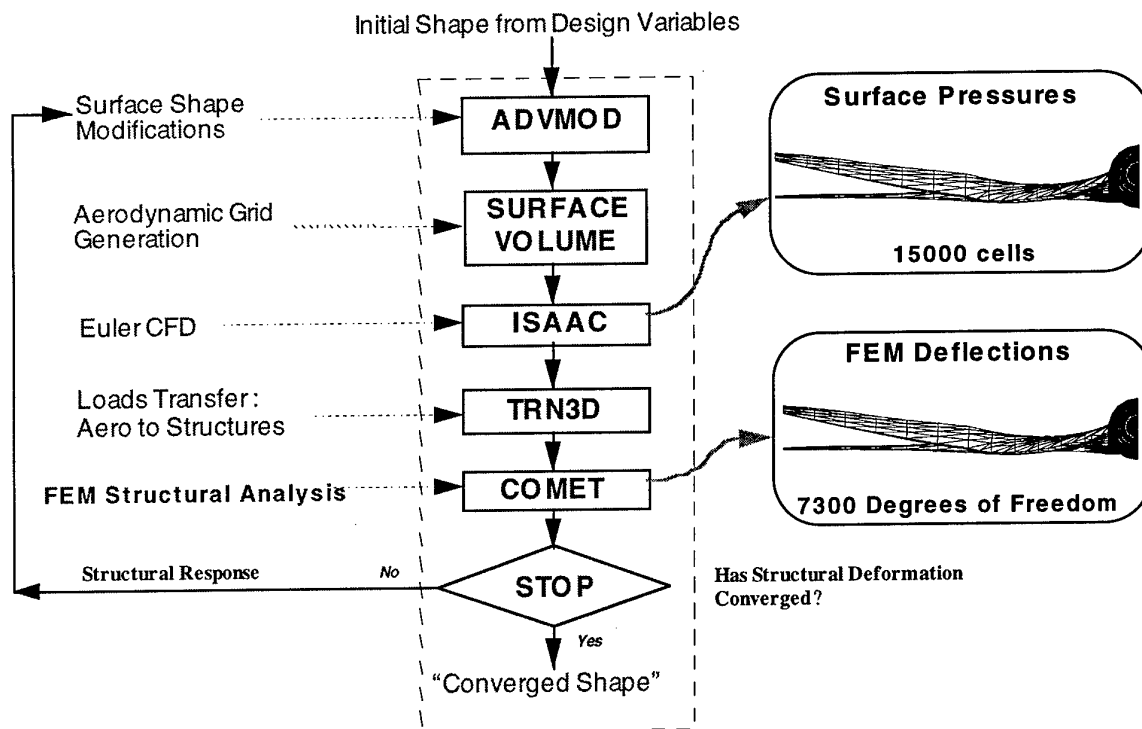 Initial Shape from Design Variables
Surface Shape
Modifications
ADVMOD
Aerodynamic Grid
Generation
SURFACE
VOLUME
Euler CFD
ISAAC
Loads Transfer:
Aero to Structures
TRN3D
FEM Structural Analysis
COMET
Structural Response
No
STOP
Has Structural Deformation
Converged?
Yes
"Converged Shape"
Surface Pressures
15000 cells
FEM Deflections
7300 Degrees of Freedom